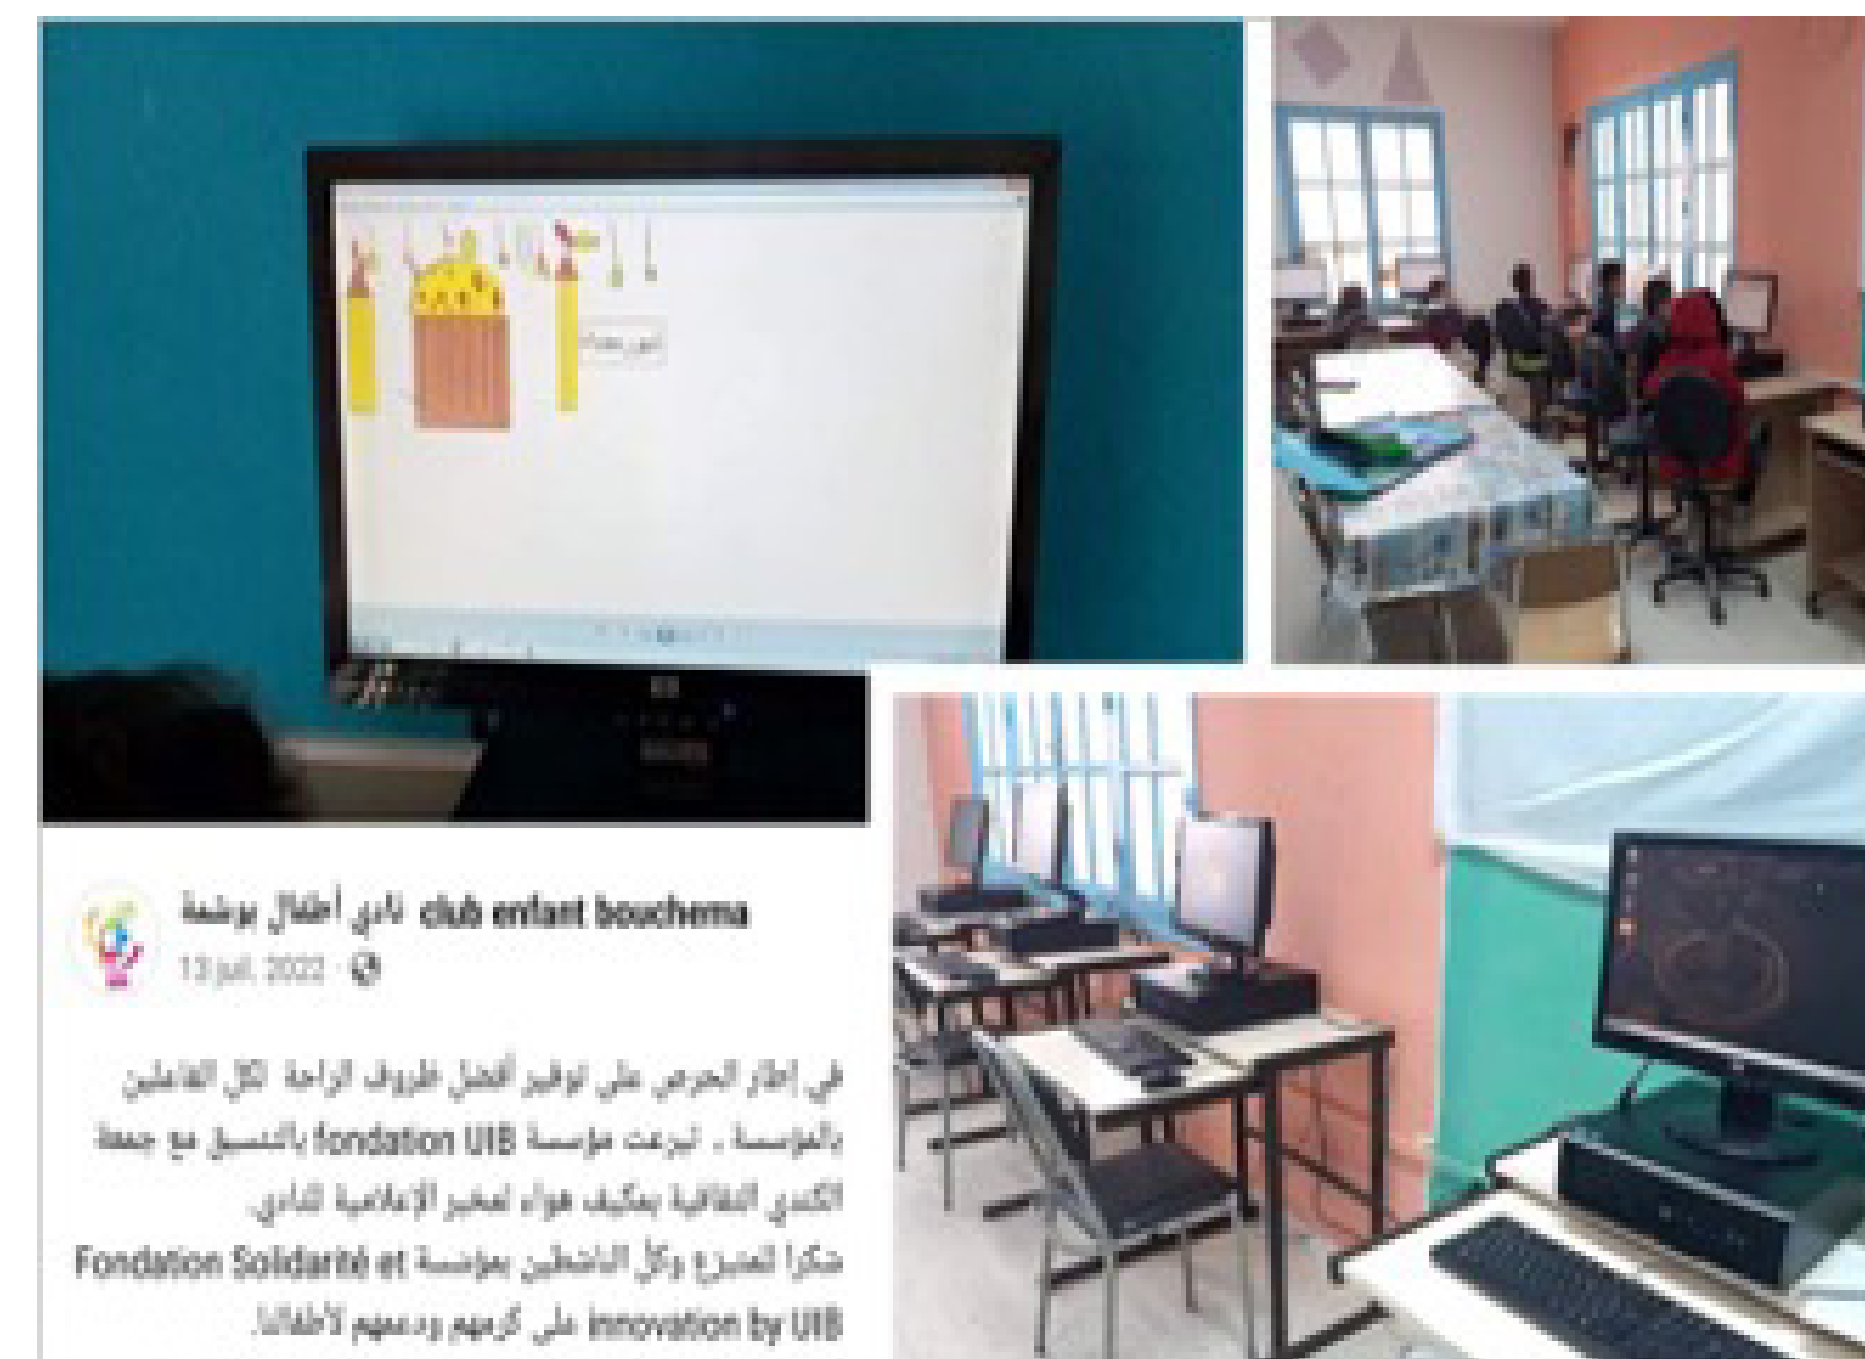 نادي أطفال بوشمة club enfant bouchema
13 juil. 2022
في إطار الحرص على توفير أفضل ظروف الراحة لكل الفاعلين
بالمؤسسة ، تبرعت مؤسسة fondation UIB بالتنسيق مع جمعية
الكندي الثقافية بمكيف هواء لمخبر الإعلامية للنادي.
شكرا للمتبرع وكل الناشطين بمؤسسة Fondation Solidarité et
innovation by UIB على كرمهم ودعمهم لأطفالنا.